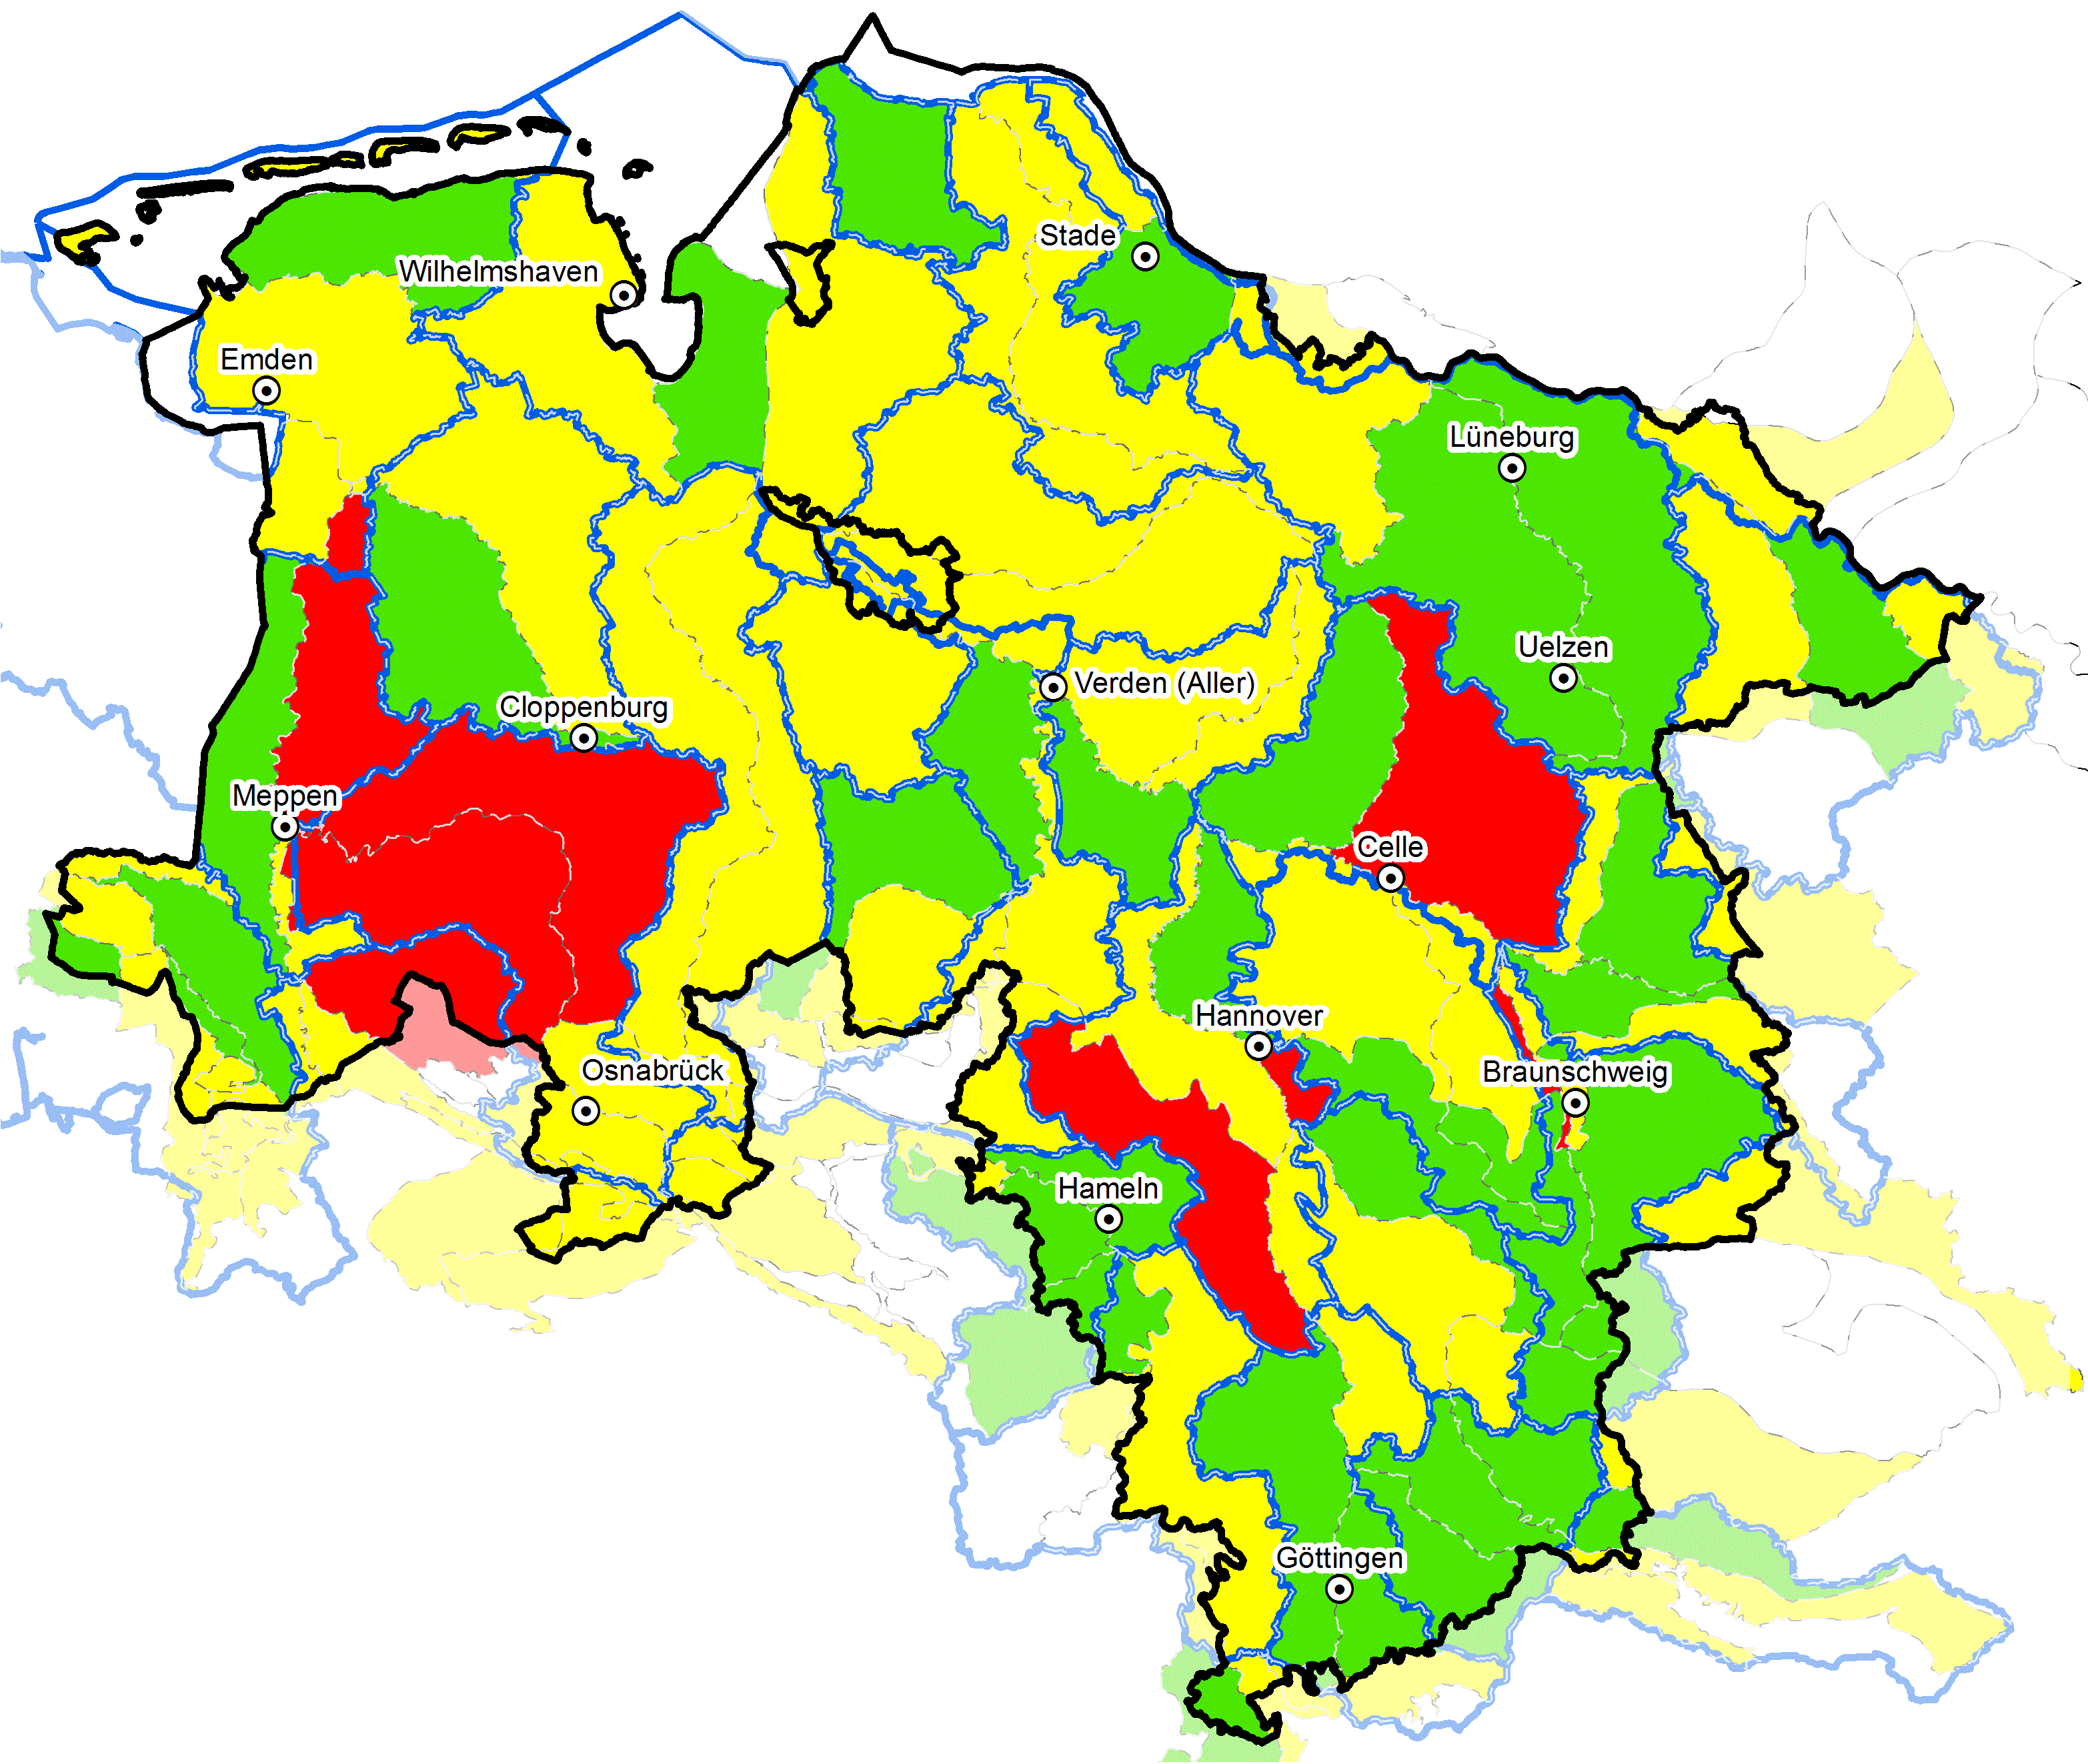 Stade
Wilhelmshaven
Emden
Lüneburg
Uelzen
Verden (Aller)
Cloppenburg
Meppen
Celle
Hannover
Osnabrück
Braunschweig
Hameln
Göttingen